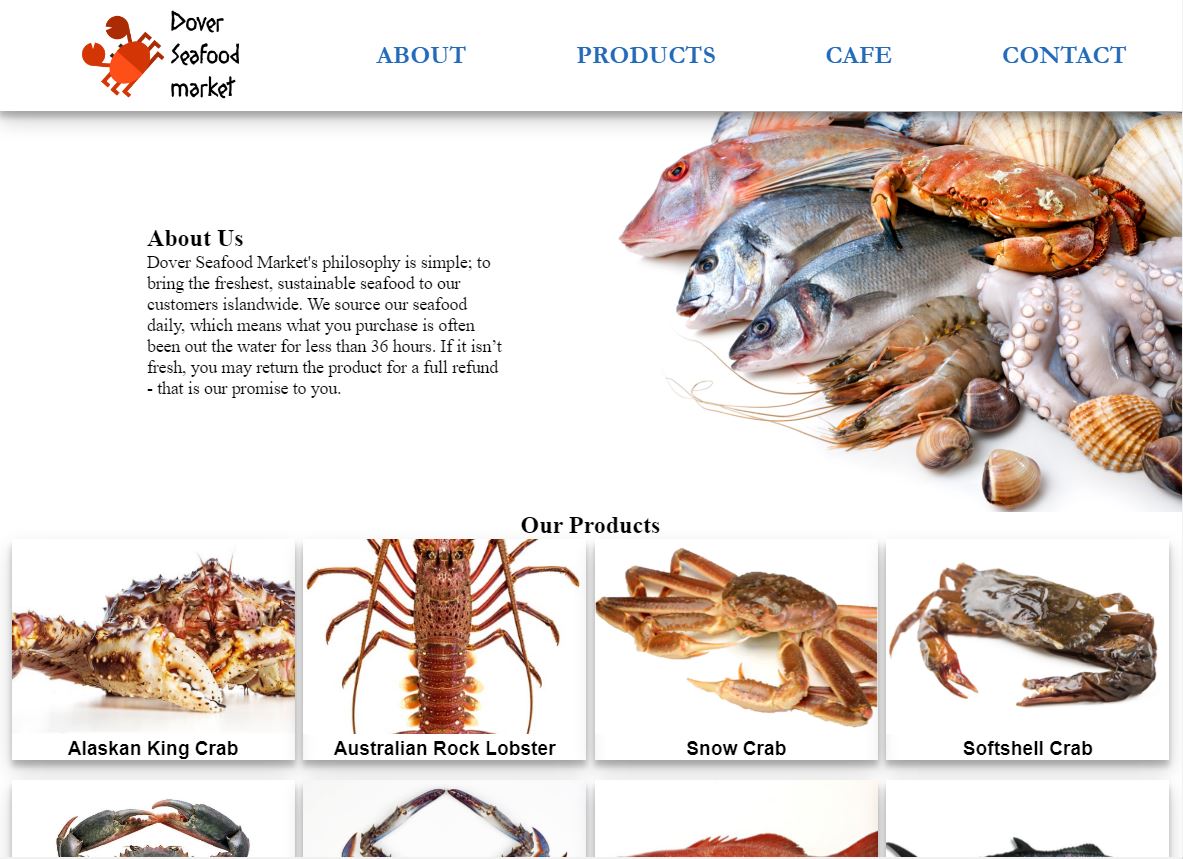 Dover
Seafood
market
ABOUT
PRODUCTS
CAFE
CONTACT
About Us
Dover Seafood Market's philosophy is simple; to
bring the freshest, sustainable seafood to our
customers islandwide. We source our seafood
daily, which means what you purchase is often
been out the water for less than 36 hours. If it isn’t
fresh, you may return the product for a full refund
- that is our promise to you.
Our Products
Alaskan King Crab
Australian Rock Lobster
Snow Crab
Softshell Crab